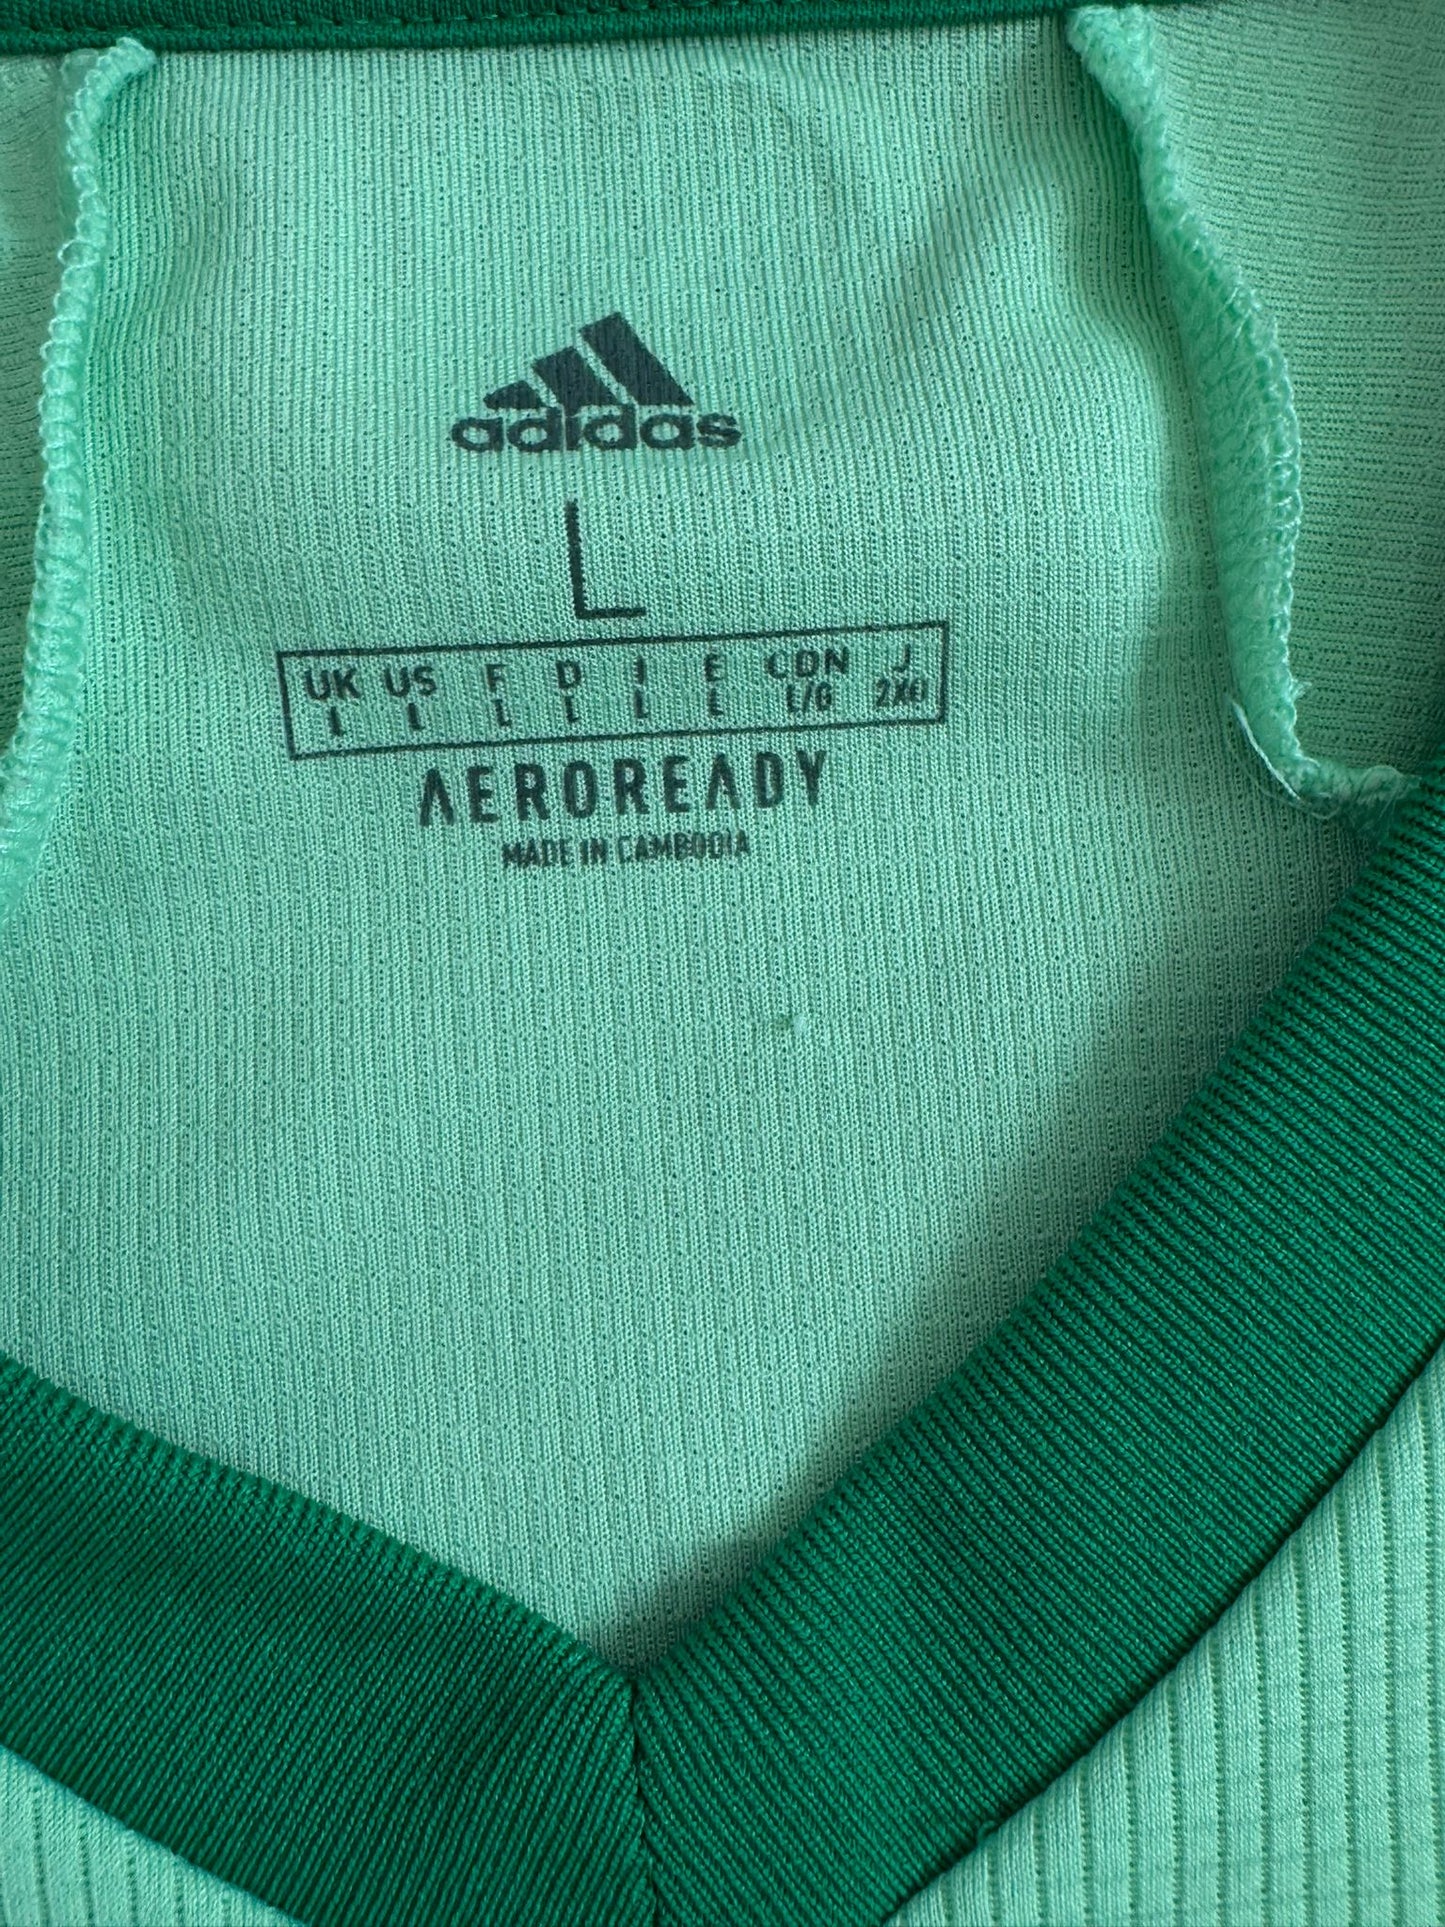 adidas
L
UK US F D I E CDN J
L L L L L L L/G 2XO
AEROREADY
MADE IN CAMBODIA